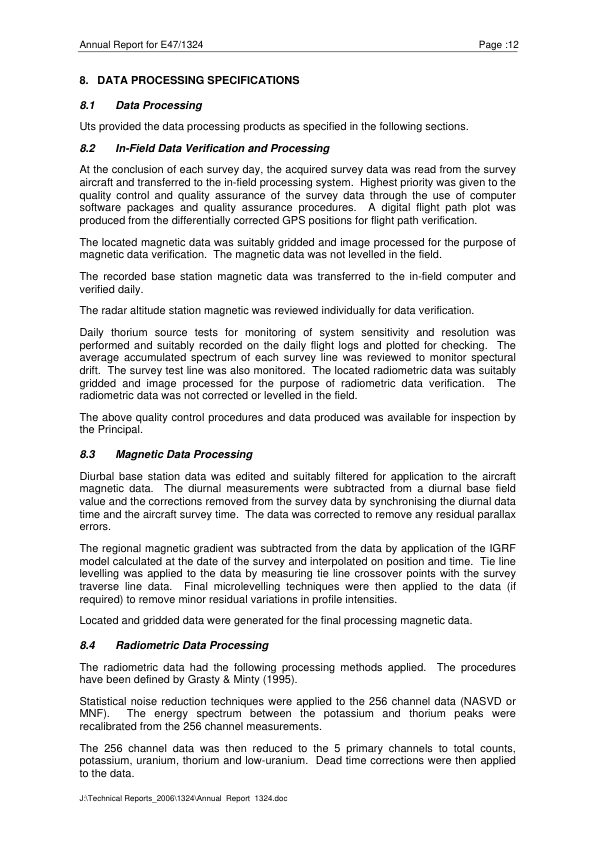 Annual Report for E47/1324 Page :12
8. DATA PROCESSING SPECIFICATIONS
8.1 Data Processing
Uts provided the data processing products as specified in the following sections.
8.2 In-Field Data Verification and Processing
At the conclusion of each survey day, the acquired survey data was read from the survey
aircraft and transferred to the in-field processing system. Highest priority was given to the
quality control and quality assurance of the survey data through the use of computer
software packages and quality assurance procedures. A digital flight path plot was
produced from the differentially corrected GPS positions for flight path verification.
The located magnetic data was suitably gridded and image processed for the purpose of
magnetic data verification. The magnetic data was not levelled in the field.
The recorded base station magnetic data was transferred to the in-field computer and
verified daily.
The radar altitude station magnetic was reviewed individually for data verification.
Daily thorium source tests for monitoring of system sensitivity and resolution was
performed and suitably recorded on the daily flight logs and plotted for checking. The
average accumulated spectrum of each survey line was reviewed to monitor spectural
drift. The survey test line was also monitored. The located radiometric data was suitably
gridded and image processed for the purpose of radiometric data verification. The
radiometric data was not corrected or levelled in the field.
The above quality control procedures and data produced was available for inspection by
the Principal.
8.3 Magnetic Data Processing
Diurbal base station data was edited and suitably filtered for application to the aircraft
magnetic data. The diurnal measurements were subtracted from a diurnal base field
value and the corrections removed from the survey data by synchronising the diurnal data
time and the aircraft survey time. The data was corrected to remove any residual parallax
errors.
The regional magnetic gradient was subtracted from the data by application of the IGRF
model calculated at the date of the survey and interpolated on position and time. Tie line
levelling was applied to the data by measuring tie line crossover points with the survey
traverse line data. Final microlevelling techniques were then applied to the data (if
required) to remove minor residual variations in profile intensities.
Located and gridded data were generated for the final processing magnetic data.
8.4 Radiometric Data Processing
The radiometric data had the following processing methods applied. The procedures
have been defined by Grasty & Minty (1995).
Statistical noise reduction techniques were applied to the 256 channel data (NASVD or
MNF). The energy spectrum between the potassium and thorium peaks were
recalibrated from the 256 channel measurements.
The 256 channel data was then reduced to the 5 primary channels to total counts,
potassium, uranium, thorium and low-uranium. Dead time corrections were then applied
to the data.
J:\Technical Reports_2006\1324\Annual Report 1324.doc